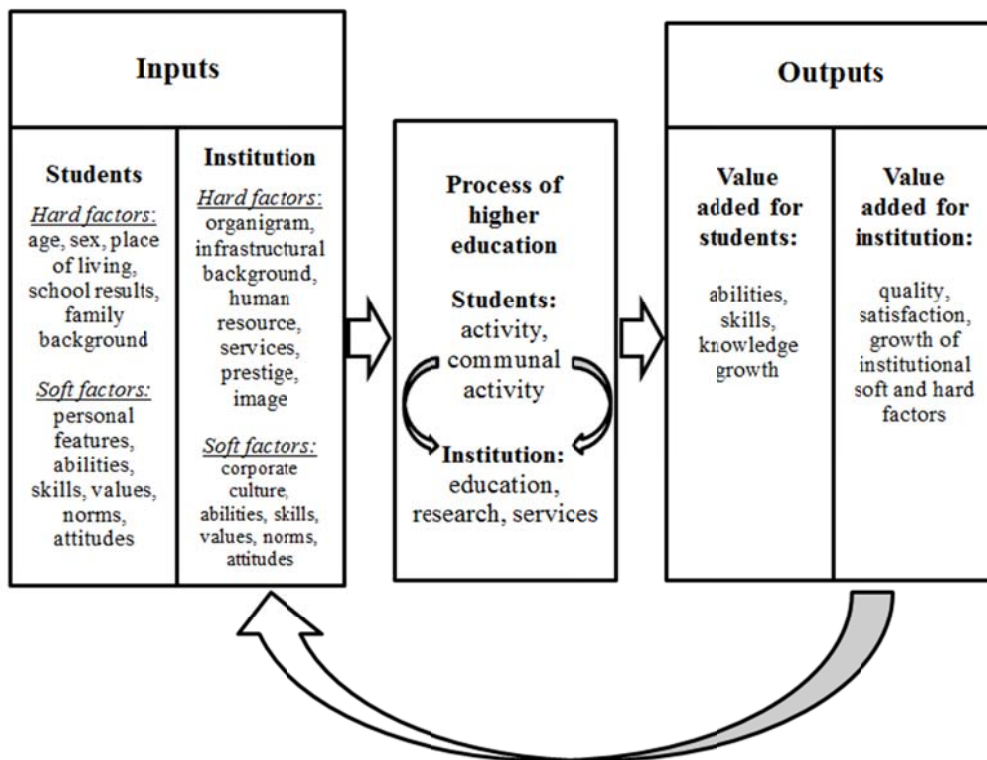 Inputs
Students
Hard factors:
age, sex, place
of living,
school results,
family
background
Soft factors:
personal
features,
abilities,
skills, values,
norms,
attitudes
Institution
Hard factors:
organigram,
infrastructural
background,
human
resource,
services,
prestige,
image
Soft factors:
corporate
culture,
abilities, skills,
values, norms,
attitudes
Process of
higher
education
Students:
activity,
communal
activity
Institution:
education,
research, services
Outputs
Value
added for
students:
abilities,
skills,
knowledge
growth
Value
added for
institution:
quality,
satisfaction,
growth of
institutional
soft and hard
factors